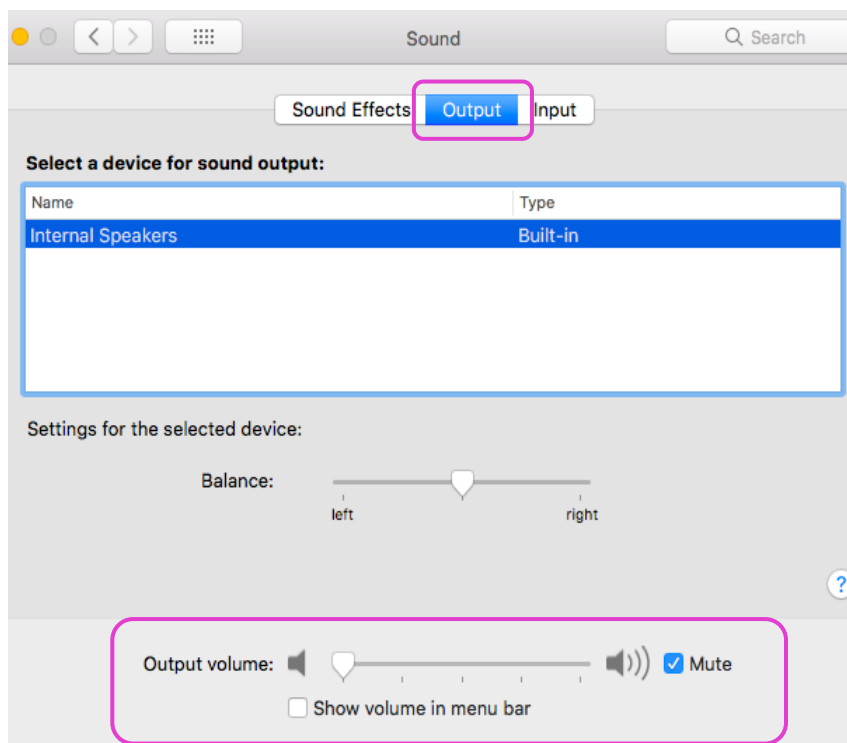 Sound
Search
Sound Effects Output Input
Select a device for sound output:
Name Type
Internal Speakers Built-in
Settings for the selected device:
Balance:
left right
?
Output volume: Mute
Show volume in menu bar